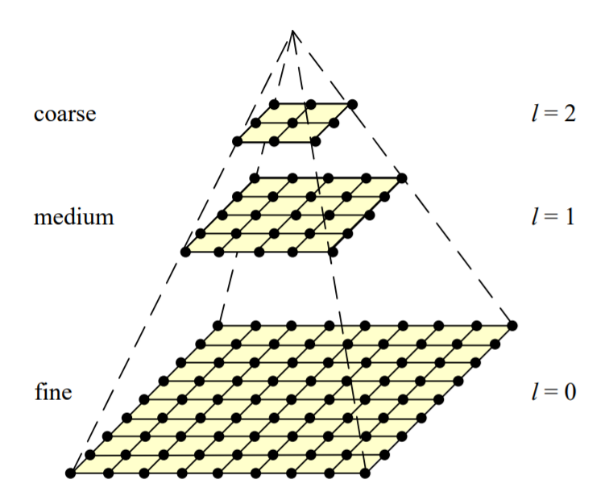 coarse l = 2
medium l = 1
fine l = 0